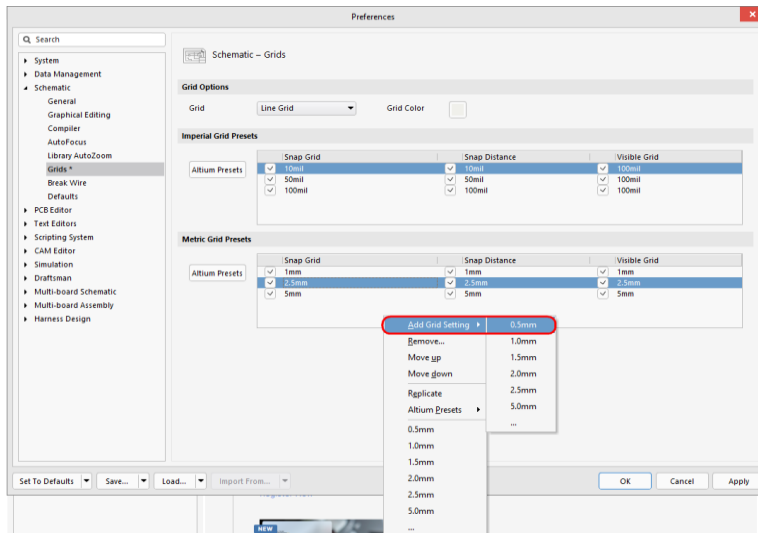 Preferences
Search
System
Data Management
Schematic
General
Graphical Editing
Compiler
AutoFocus
Library AutoZoom
Grids *
Break Wire
Defaults
PCB Editor
Text Editors
Scripting System
CAM Editor
Simulation
Draftsman
Multi-board Schematic
Multi-board Assembly
Harness Design
Schematic – Grids
Grid Options
Grid Line Grid Grid Color
Imperial Grid Presets
Altium Presets
Snap Grid Snap Distance Visible Grid
10mil 10mil 100mil
50mil 50mil 100mil
100mil 100mil 100mil
Metric Grid Presets
Altium Presets
Snap Grid Snap Distance Visible Grid
1mm 1mm 1mm
2.5mm 2.5mm 2.5mm
5mm 5mm 5mm
Add Grid Setting
Remove...
Move up
Move down
Replicate
Altium Presets
0.5mm
1.0mm
1.5mm
2.0mm
2.5mm
5.0mm
...
0.5mm
1.0mm
1.5mm
2.0mm
2.5mm
5.0mm
...
Set To Defaults Save... Load... Import From... OK Cancel Apply
NEW